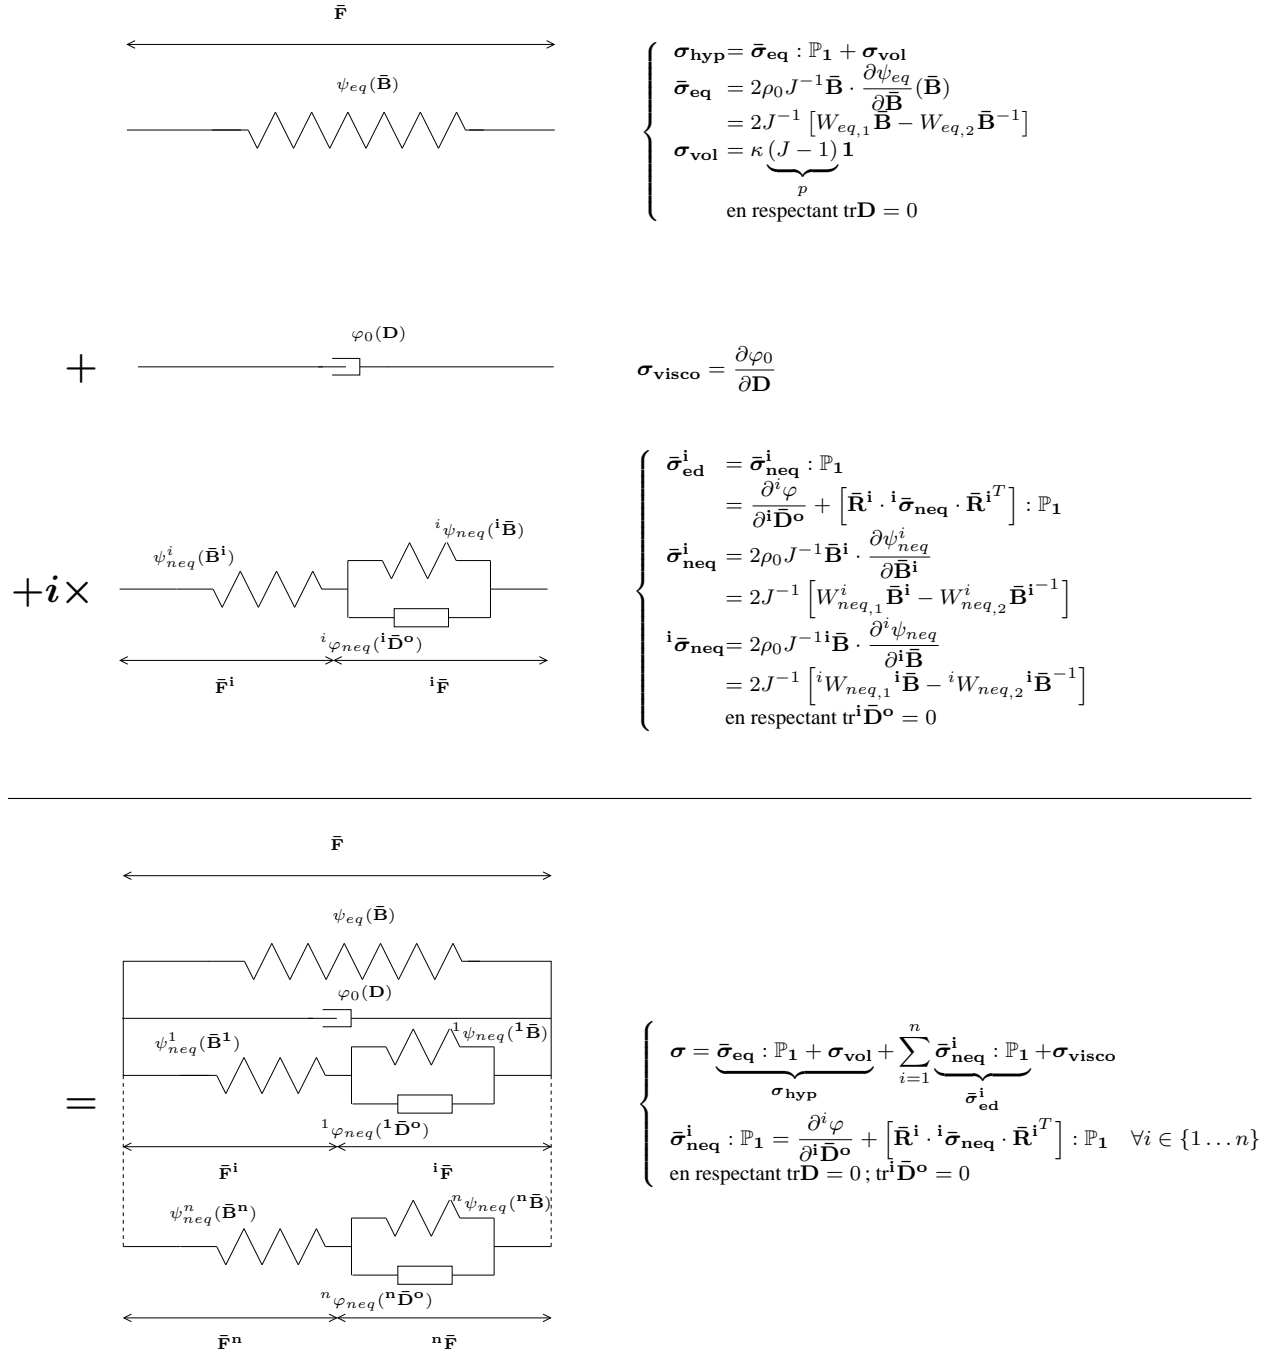 F̄
ψ_eq(B̄)
σ_hyp = σ̄_eq : ℙ_1 + σ_vol
σ̄_eq = 2ρ_0 J^{-1} B̄ · ∂ψ_eq/∂B̄ (B̄)
= 2J^{-1} [W_{eq,1} B̄ − W_{eq,2} B̄^{-1}]
σ_vol = κ (J − 1) 1
p
en respectant trD = 0
+
φ_0(D)
σ_visco = ∂φ_0/∂D
+i×
ψ^i_neq(B̄^i)
^iψ_neq(^iB̄)
^iφ_neq(^iD̄^o)
F̄^i
^iF̄
σ̄^i_ed = σ̄^i_neq : ℙ_1
= ∂^iφ/∂^iD̄^o + [R̄^i · ^iσ̄_neq · R̄^{i^T}] : ℙ_1
σ̄^i_neq = 2ρ_0 J^{-1} B̄^i · ∂ψ^i_neq/∂B̄^i
= 2J^{-1} [W^i_{neq,1} B̄^i − W^i_{neq,2} B̄^{i^{-1}}]
^iσ̄_neq = 2ρ_0 J^{-1} ^iB̄ · ∂^iψ_neq/∂^iB̄
= 2J^{-1} [^iW_{neq,1} ^iB̄ − ^iW_{neq,2} ^iB̄^{-1}]
en respectant tr^iD̄^o = 0
F̄
ψ_eq(B̄)
φ_0(D)
ψ^1_neq(B̄^1)
^1ψ_neq(^1B̄)
=
^1φ_neq(^1D̄^o)
F̄^i
^iF̄
ψ^n_neq(B̄^n)
^nψ_neq(^nB̄)
^nφ_neq(^nD̄^o)
F̄^n
^nF̄
σ = σ̄_eq : ℙ_1 + σ_vol + ∑_{i=1}^{n} σ̄^i_neq : ℙ_1 + σ_visco
σ_hyp
σ̄^i_ed
σ̄^i_neq : ℙ_1 = ∂^iφ/∂^iD̄^o + [R̄^i · ^iσ̄_neq · R̄^{i^T}] : ℙ_1 ∀i ∈ {1 … n}
en respectant trD = 0 ; tr^iD̄^o = 0